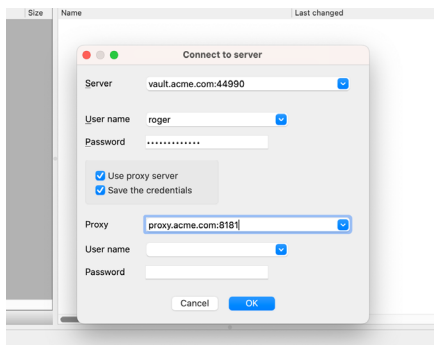 Size Name Last changed
Connect to server
Server vault.acme.com:44990
User name roger
Password •••••••••••••
Use proxy server
Save the credentials
Proxy proxy.acme.com:8181
User name
Password
Cancel OK